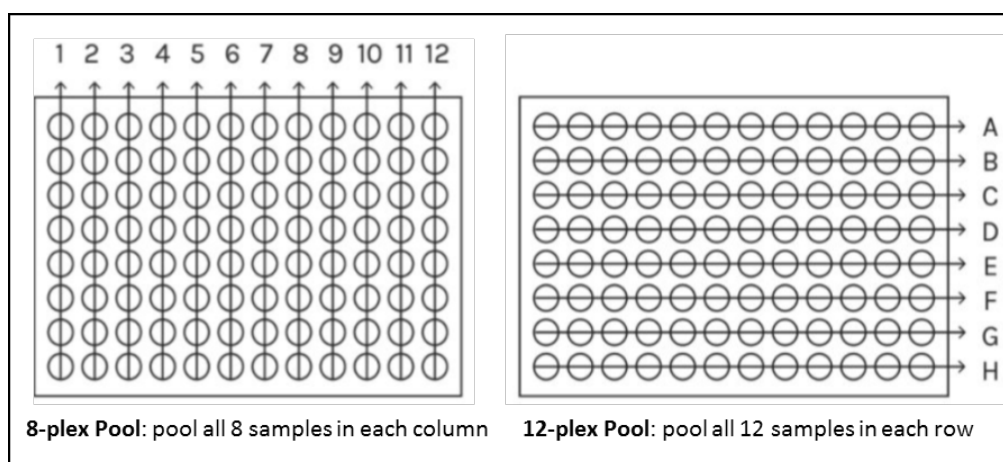 1 2 3 4 5 6 7 8 9 10 11 12
A
B
C
D
E
F
G
H
8-plex Pool: pool all 8 samples in each column
12-plex Pool: pool all 12 samples in each row